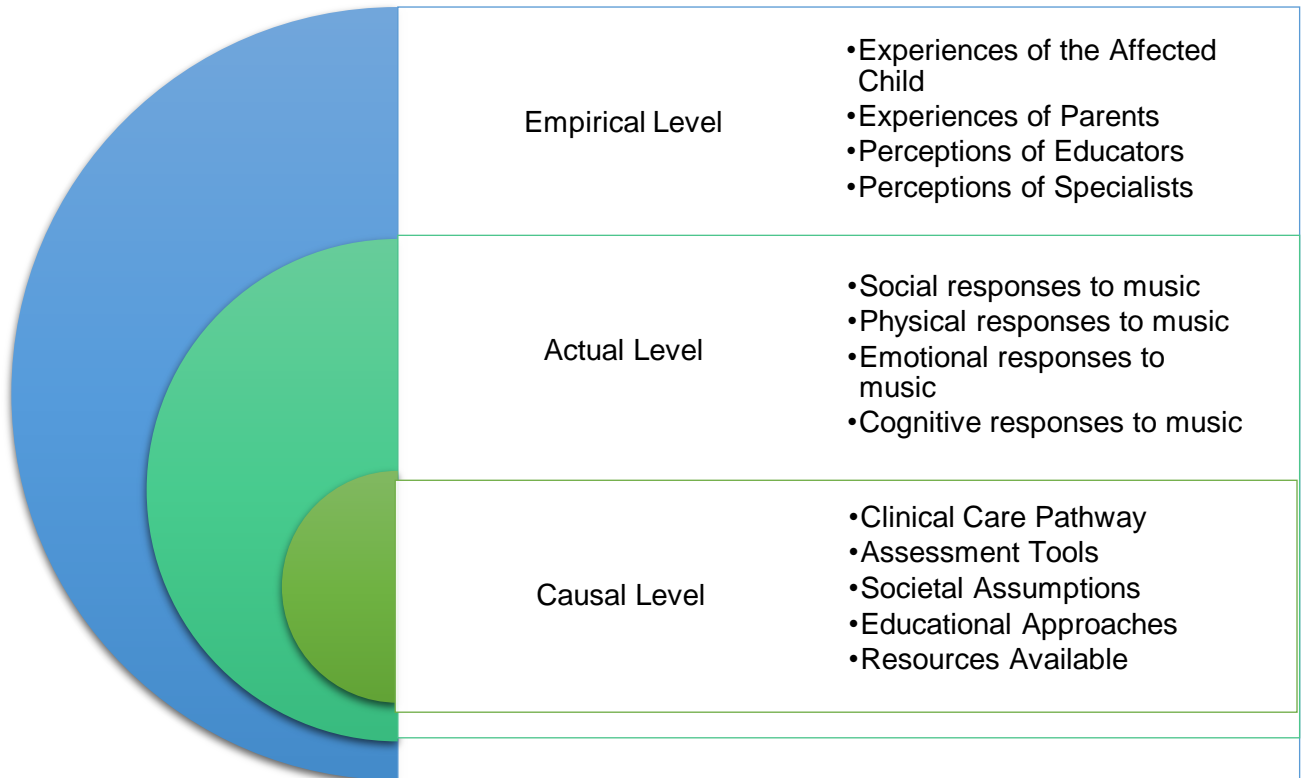 Empirical Level
•Experiences of the Affected
Child
•Experiences of Parents
•Perceptions of Educators
•Perceptions of Specialists
Actual Level
•Social responses to music
•Physical responses to music
•Emotional responses to
music
•Cognitive responses to music
Causal Level
•Clinical Care Pathway
•Assessment Tools
•Societal Assumptions
•Educational Approaches
•Resources Available